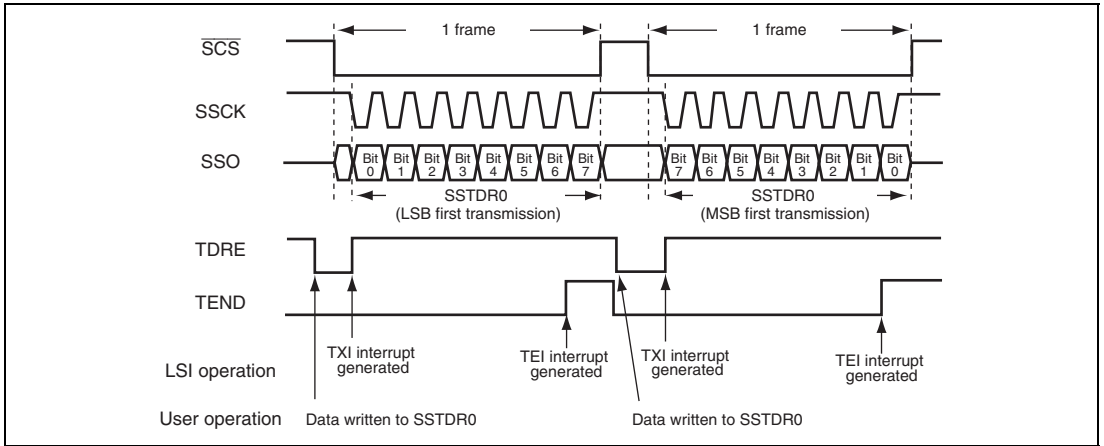 1 frame 1 frame
SCS
SSCK
SSO Bit 0 Bit 1 Bit 2 Bit 3 Bit 4 Bit 5 Bit 6 Bit 7 Bit 7 Bit 6 Bit 5 Bit 4 Bit 3 Bit 2 Bit 1 Bit 0
SSTDR0 SSTDR0
(LSB first transmission) (MSB first transmission)
TDRE
TEND
TXI interrupt TEI interrupt TXI interrupt TEI interrupt
generated generated generated generated
LSI operation
User operation Data written to SSTDR0 Data written to SSTDR0